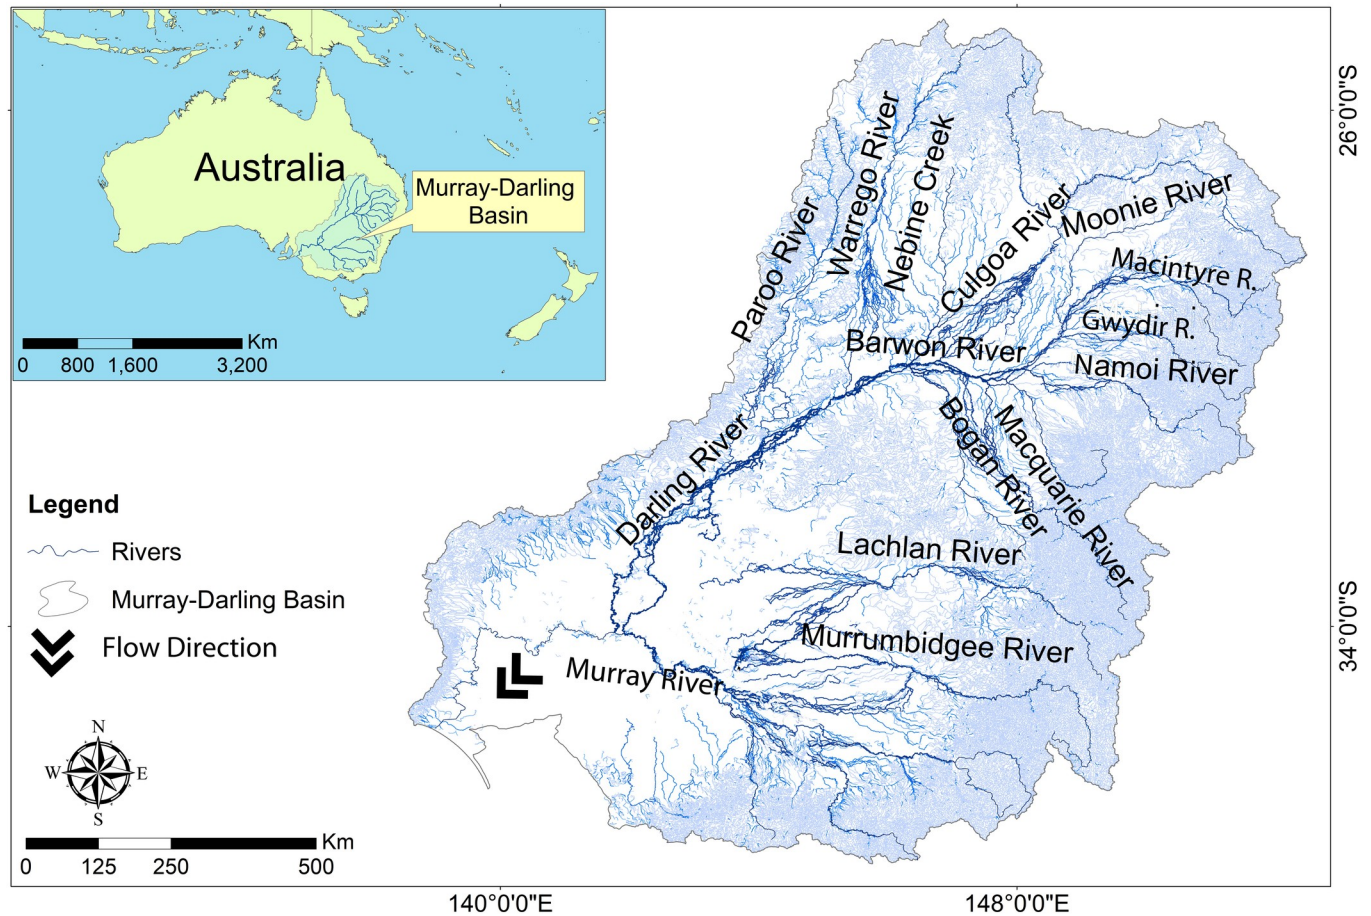 Australia
Murray-Darling
Basin
Km
0 800 1,600 3,200
Warrego River
Nebine Creek
Paroo River
Culgoa River
Moonie River
Macintyre R.
Gwydir R.
Barwon River
Namoi River
Darling River
Bogan River
Macquarie River
Lachlan River
Murrumbidgee River
Murray River
Legend
Rivers
Murray-Darling Basin
Flow Direction
N
W E
S
Km
0 125 250 500
26°0'0"S
34°0'0"S
140°0'0"E
148°0'0"E